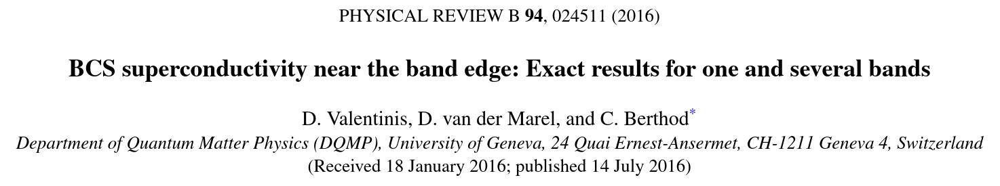 PHYSICAL REVIEW B 94, 024511 (2016)
BCS superconductivity near the band edge: Exact results for one and several bands
D. Valentinis, D. van der Marel, and C. Berthod*
Department of Quantum Matter Physics (DQMP), University of Geneva, 24 Quai Ernest-Ansermet, CH-1211 Geneva 4, Switzerland
(Received 18 January 2016; published 14 July 2016)